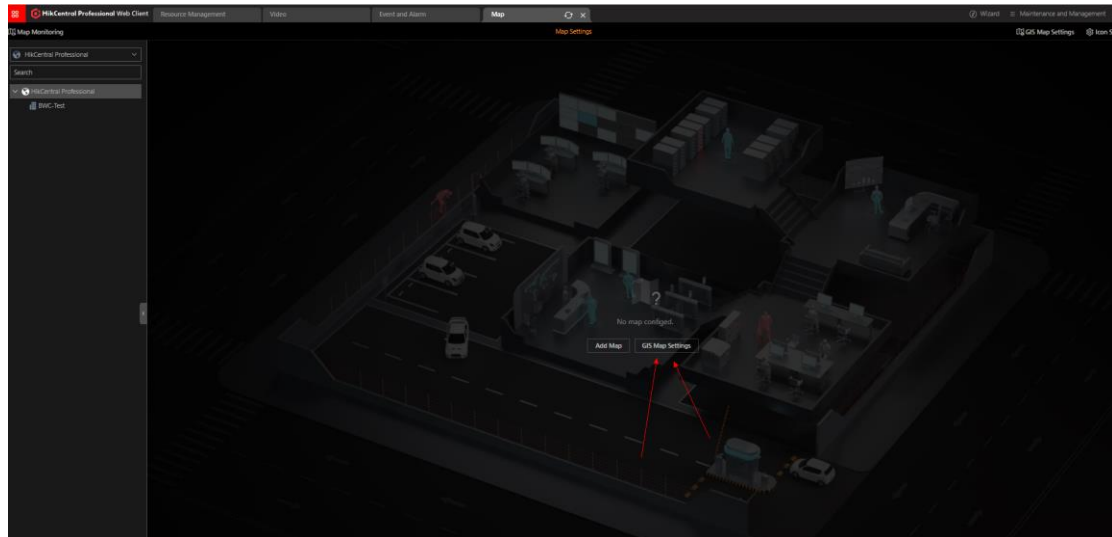 HikCentral Professional Web Client
Resource Management
Video
Event and Alarm
Map
Wizard
Maintenance and Management
Map Monitoring
Map Settings
GIS Map Settings
Icon S
HikCentral Professional
Search
HikCentral Professional
BWC-Test
?
No map configed.
Add Map
GIS Map Settings